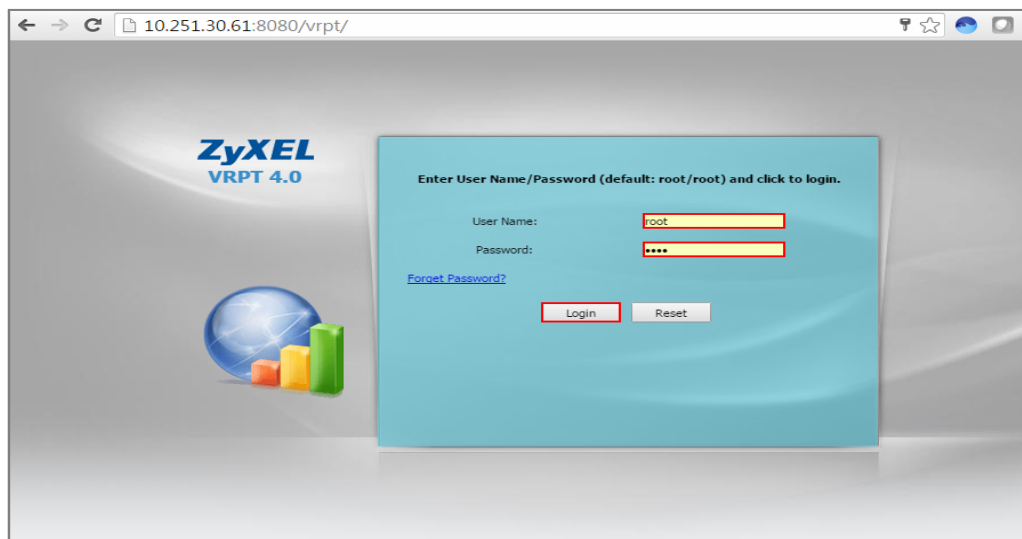 10.251.30.61:8080/vrpt/
ZyXEL
VRPT 4.0
Enter User Name/Password (default: root/root) and click to login.
User Name:
root
Password:
••••
Forget Password?
Login
Reset